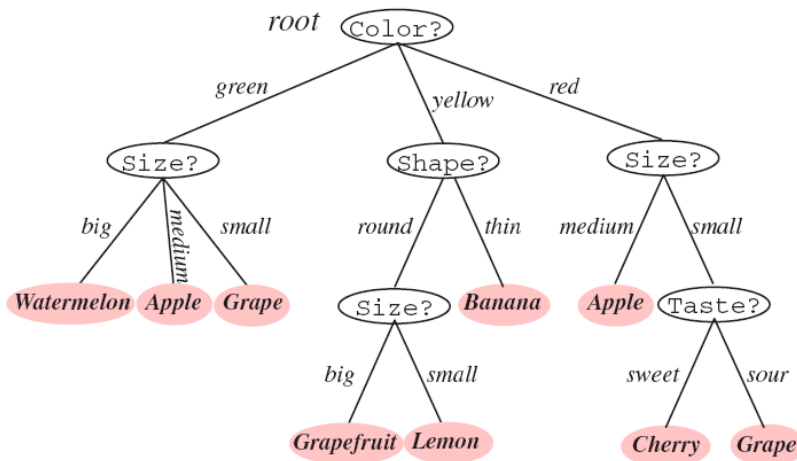 root Color?
green yellow red
Size? Shape? Size?
big medium small round thin medium small
Watermelon Apple Grape Size? Banana Apple Taste?
big small sweet sour
Grapefruit Lemon Cherry Grape